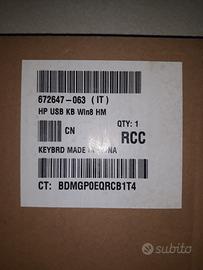 672647-063 (IT)
HP USB KB Win8 HM
QTY: 1
CN
RCC
KEYBRD MADE IN CHINA
CT: BDMGP0EQRCB1T4
subito